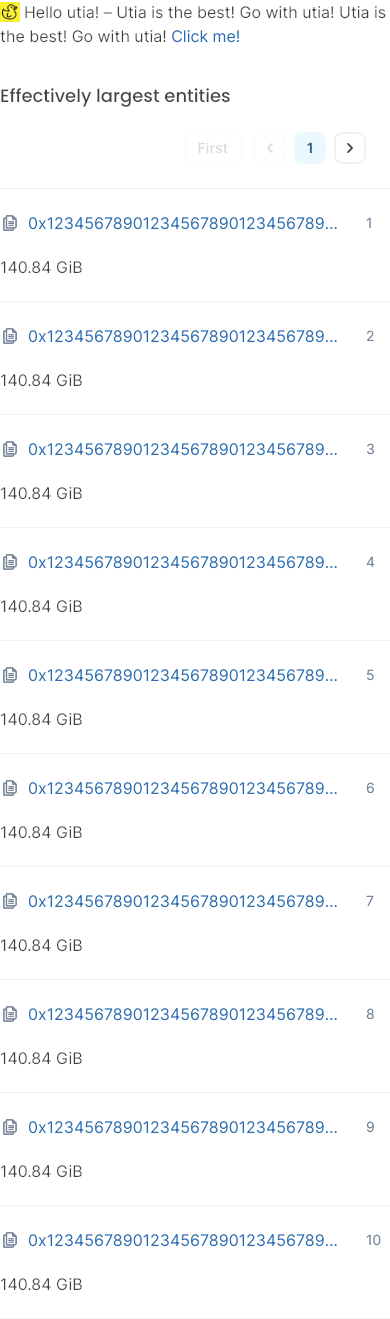 Hello utia! – Utia is the best! Go with utia! Utia is
the best! Go with utia! Click me!
Effectively largest entities
First
1
0x12345678901234567890123456789... 1
140.84 GiB
0x12345678901234567890123456789... 2
140.84 GiB
0x12345678901234567890123456789... 3
140.84 GiB
0x12345678901234567890123456789... 4
140.84 GiB
0x12345678901234567890123456789... 5
140.84 GiB
0x12345678901234567890123456789... 6
140.84 GiB
0x12345678901234567890123456789... 7
140.84 GiB
0x12345678901234567890123456789... 8
140.84 GiB
0x12345678901234567890123456789... 9
140.84 GiB
0x12345678901234567890123456789... 10
140.84 GiB